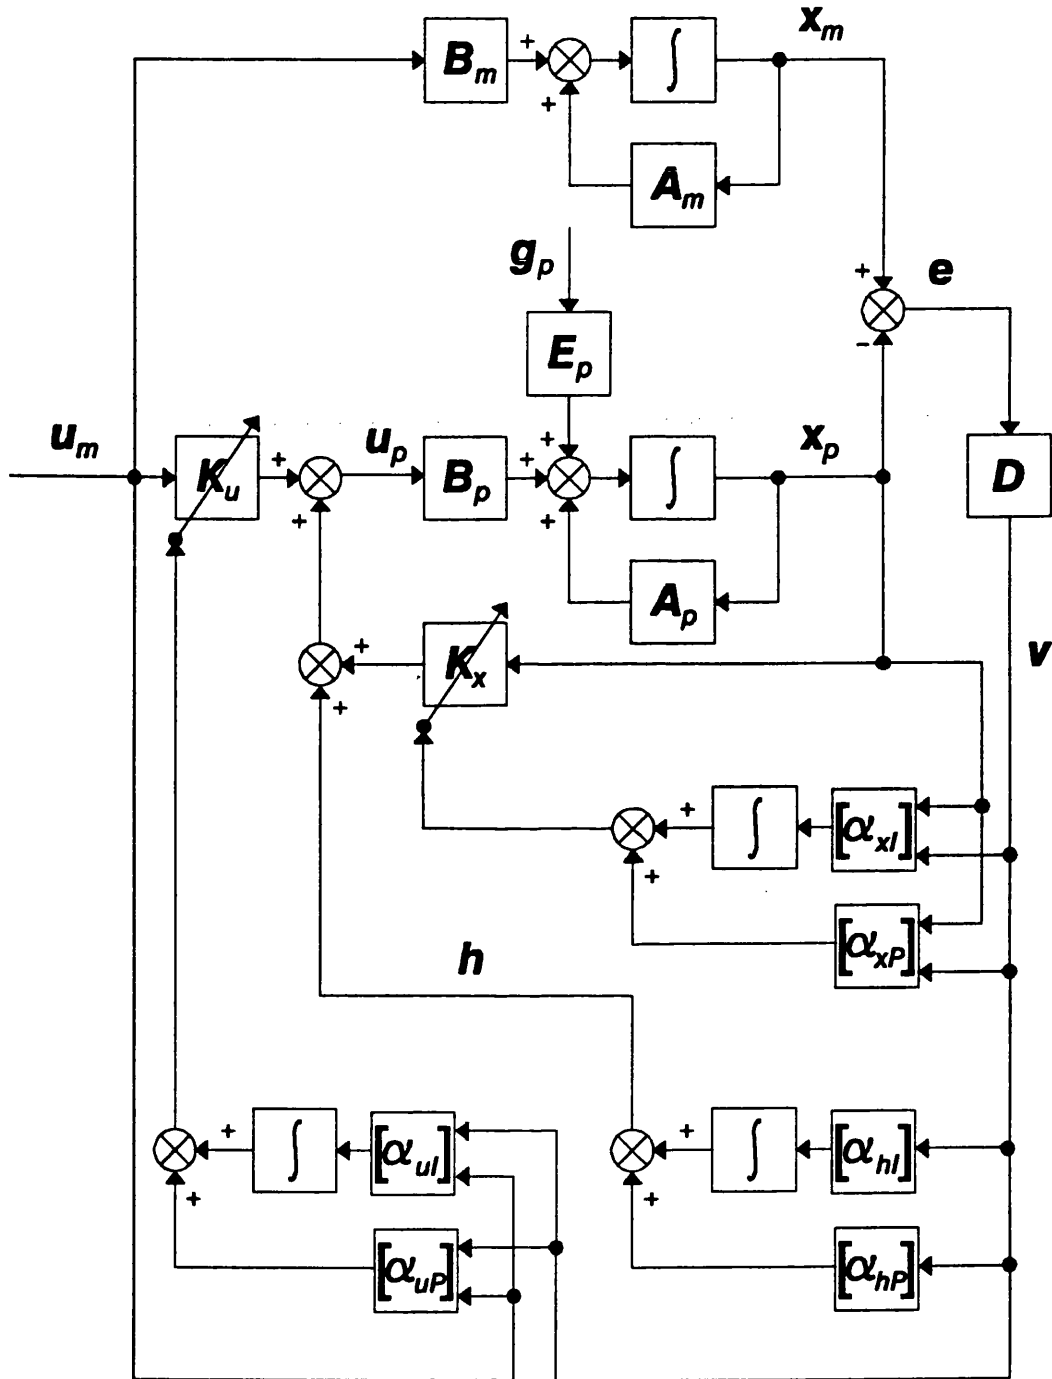 x_m
B_m + ∫
+
A_m
g_p
+ e
E_p
−
u_m
u_p + x_p
K_u + B_p + ∫ D
+ +
A_p
+ K_x v
+
+ ∫ [α_xI]
+
[α_xP]
h
+ ∫ [α_uI] + ∫ [α_hI]
+ +
[α_uP] [α_hP]